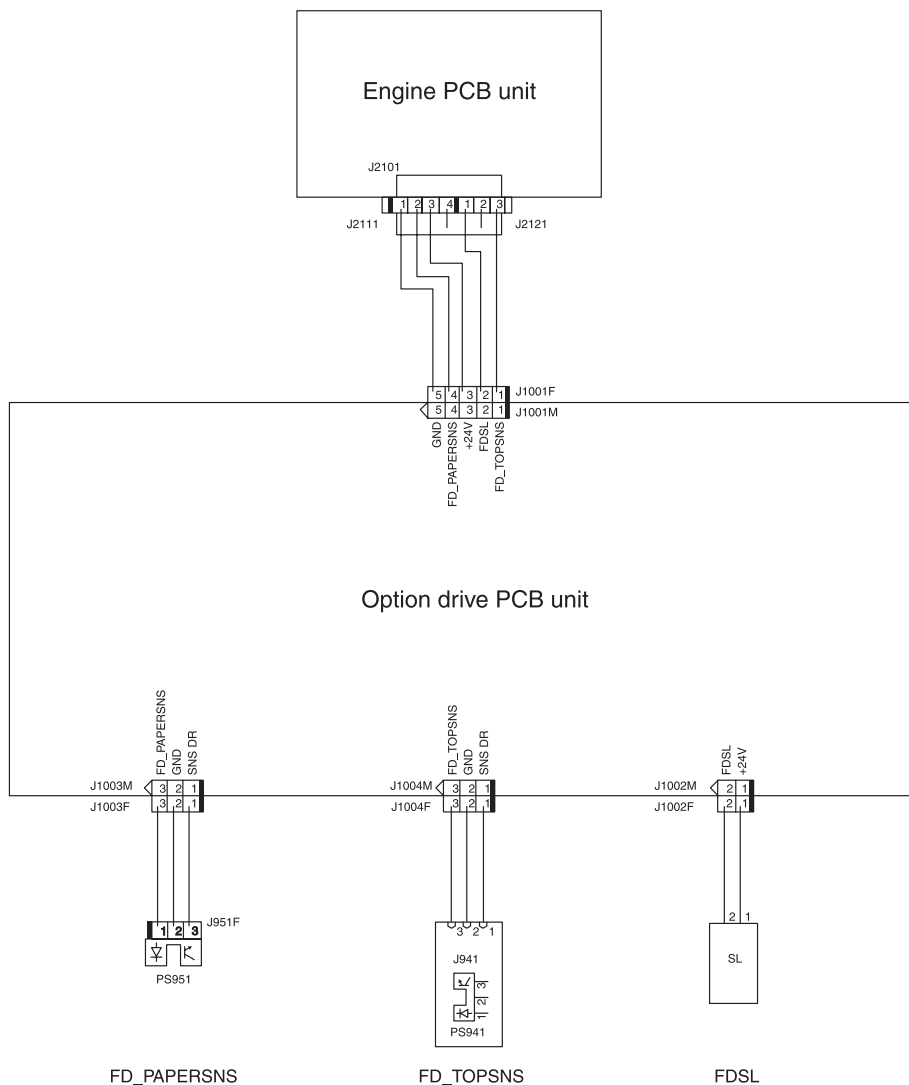 Engine PCB unit
J2101
1 2 3 4 1 2 3
J2111 J2121
5 4 3 2 1 J1001F
5 4 3 2 1 J1001M
GND
FD_PAPERSNS
+24V
FDSL
FD_TOPSNS
Option drive PCB unit
FD_PAPERSNS
GND
SNS DR
J1003M 3 2 1
J1003F 3 2 1
FD_TOPSNS
GND
SNS DR
J1004M 3 2 1
J1004F 3 2 1
FDSL
+24V
J1002M 2 1
J1002F 2 1
1 2 3 J951F
PS951
3 2 1
J941
3
2
1
PS941
2 1
SL
FD_PAPERSNS FD_TOPSNS FDSL